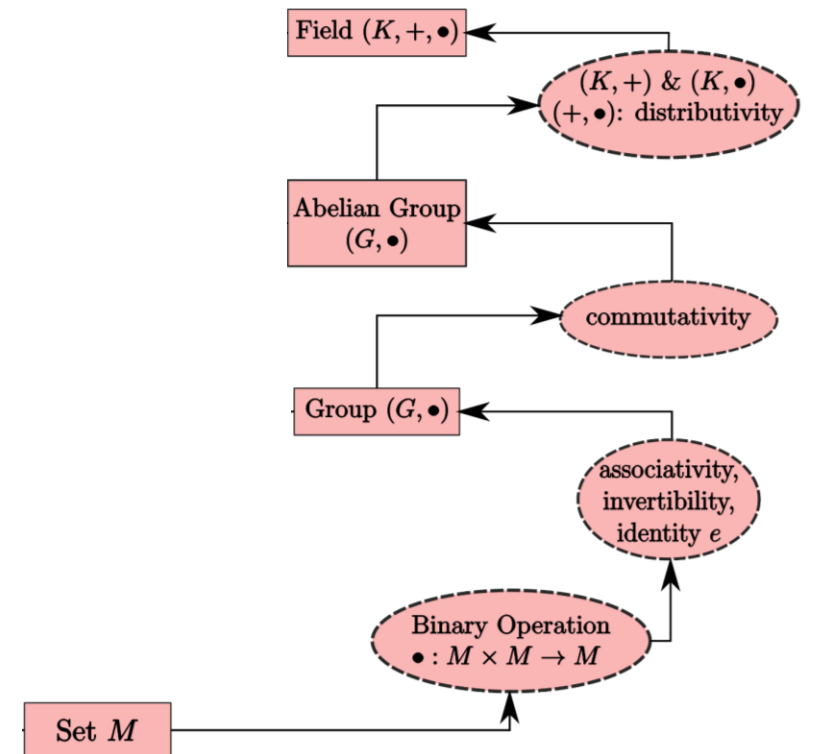 Field (K, +, •)
(K, +) & (K, •)
(+, •): distributivity
Abelian Group
(G, •)
commutativity
Group (G, •)
associativity,
invertibility,
identity e
Binary Operation
• : M × M → M
Set M